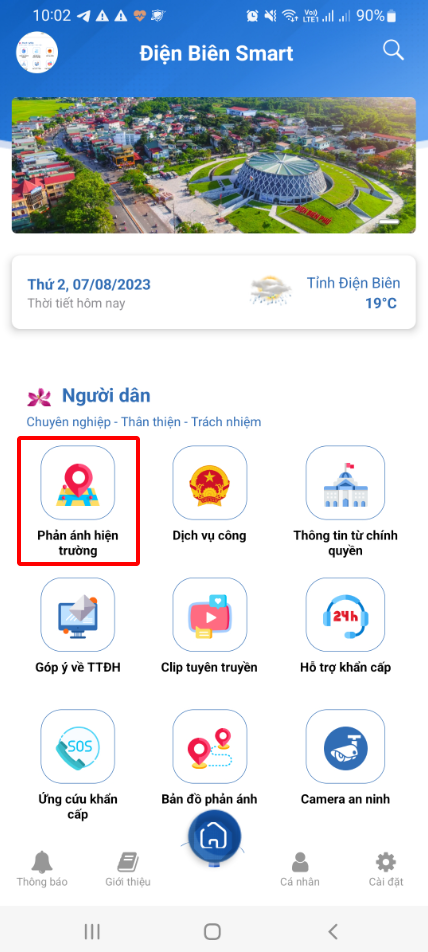 10:02
Vo))
LTE1
90%
Điện Biên Smart
Thứ 2, 07/08/2023
Thời tiết hôm nay
Tỉnh Điện Biên
19°C
Người dân
Chuyên nghiệp - Thân thiện - Trách nhiệm
Phản ánh hiện
trường
Dịch vụ công
Thông tin từ chính
quyền
Góp ý về TTĐH
Clip tuyên truyền
24h
Hỗ trợ khẩn cấp
SOS
Ứng cứu khẩn
cấp
Bản đồ phản ánh
Camera an ninh
Thông báo
Giới thiệu
Cá nhân
Cài đặt